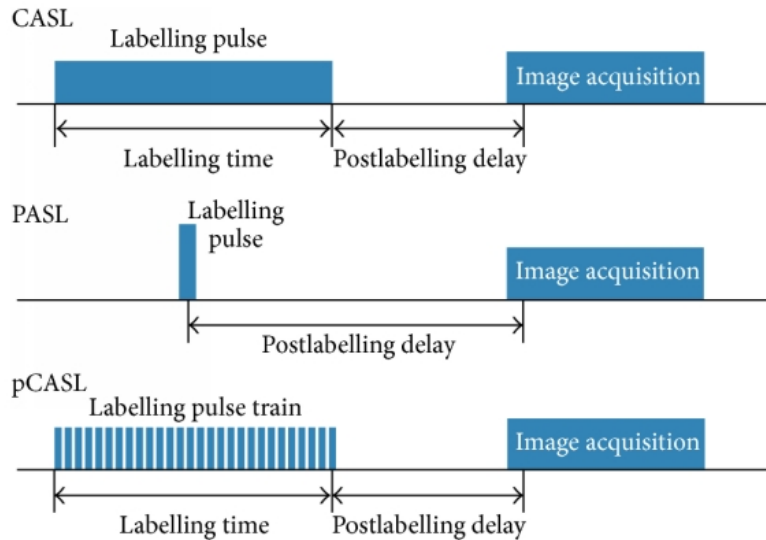 CASL
Labelling pulse
Image acquisition
Labelling time
Postlabelling delay
PASL
Labelling
pulse
Image acquisition
Postlabelling delay
pCASL
Labelling pulse train
Image acquisition
Labelling time
Postlabelling delay